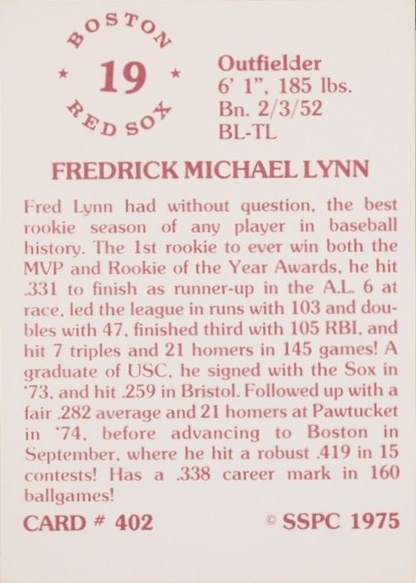 BOSTON
19
RED SOX
Outfielder
6' 1", 185 lbs.
Bn. 2/3/52
BL-TL
FREDRICK MICHAEL LYNN
Fred Lynn had without question, the best
rookie season of any player in baseball
history. The 1st rookie to ever win both the
MVP and Rookie of the Year Awards, he hit
.331 to finish as runner-up in the A.L. 6 at
race, led the league in runs with 103 and dou-
bles with 47, finished third with 105 RBI, and
hit 7 triples and 21 homers in 145 games! A
graduate of USC, he signed with the Sox in
'73, and hit .259 in Bristol. Followed up with a
fair .282 average and 21 homers at Pawtucket
in '74, before advancing to Boston in
September, where he hit a robust .419 in 15
contests! Has a .338 career mark in 160
ballgames!
CARD # 402
© SSPC 1975